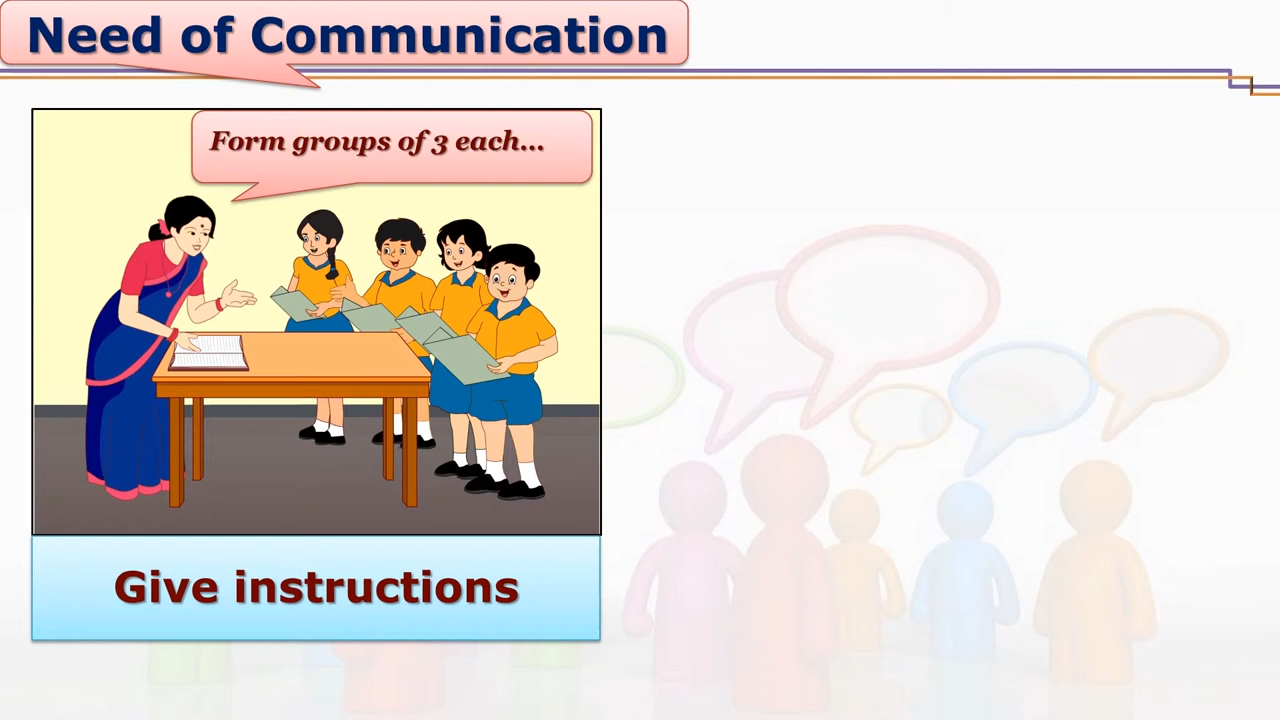 Need of Communication
Form groups of 3 each...
Give instructions